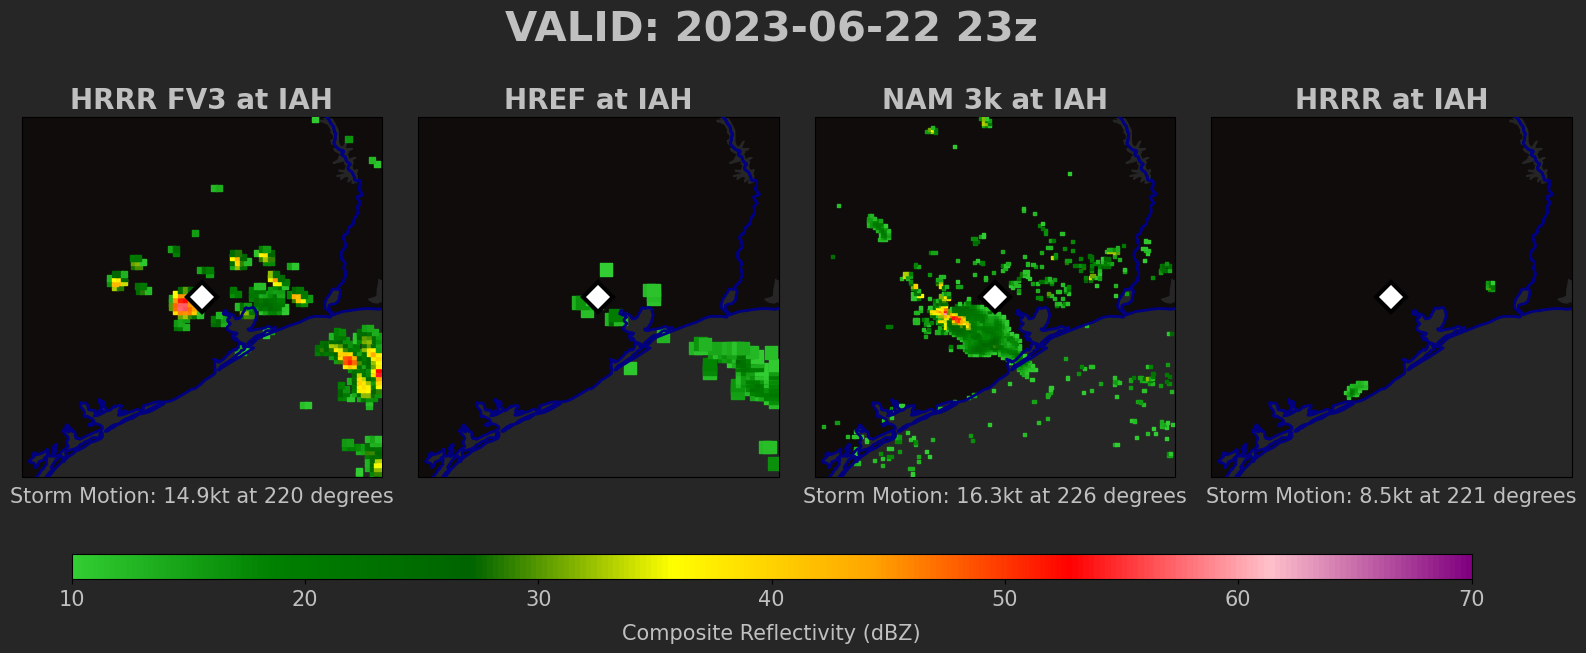 VALID: 2023-06-22 23z
HRRR FV3 at IAH
HREF at IAH
NAM 3k at IAH
HRRR at IAH
Storm Motion: 14.9kt at 220 degrees
Storm Motion: 16.3kt at 226 degrees
Storm Motion: 8.5kt at 221 degrees
10 20 30 40 50 60 70
Composite Reflectivity (dBZ)